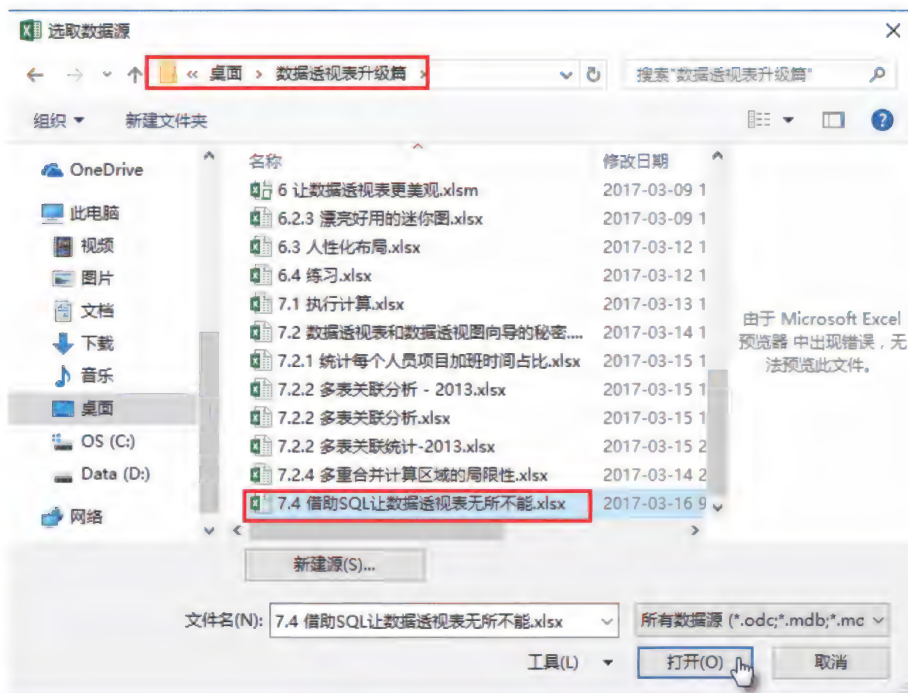 选取数据源
« 桌面 › 数据透视表升级篇 ›
搜索"数据透视表升级篇"
组织
新建文件夹
OneDrive
此电脑
视频
图片
文档
下载
音乐
桌面
OS (C:)
Data (D:)
网络
名称 修改日期
6 让数据透视表更美观.xlsm 2017-03-09 1
6.2.3 漂亮好用的迷你图.xlsx 2017-03-09 1
6.3 人性化布局.xlsx 2017-03-12 1
6.4 练习.xlsx 2017-03-12 1
7.1 执行计算.xlsx 2017-03-13 1
7.2 数据透视表和数据透视图向导的秘密.... 2017-03-14 1
7.2.1 统计每个人员项目加班时间占比.xlsx 2017-03-15 1
7.2.2 多表关联分析 - 2013.xlsx 2017-03-15 1
7.2.2 多表关联分析.xlsx 2017-03-15 1
7.2.2 多表关联统计-2013.xlsx 2017-03-15 2
7.2.4 多重合并计算区域的局限性.xlsx 2017-03-14 2
7.4 借助SQL让数据透视表无所不能.xlsx 2017-03-16 9
由于 Microsoft Excel
预览器 中出现错误，无
法预览此文件。
新建源(S)...
文件名(N): 7.4 借助SQL让数据透视表无所不能.xlsx
所有数据源 (*.odc;*.mdb;*.mc
工具(L)
打开(O)
取消